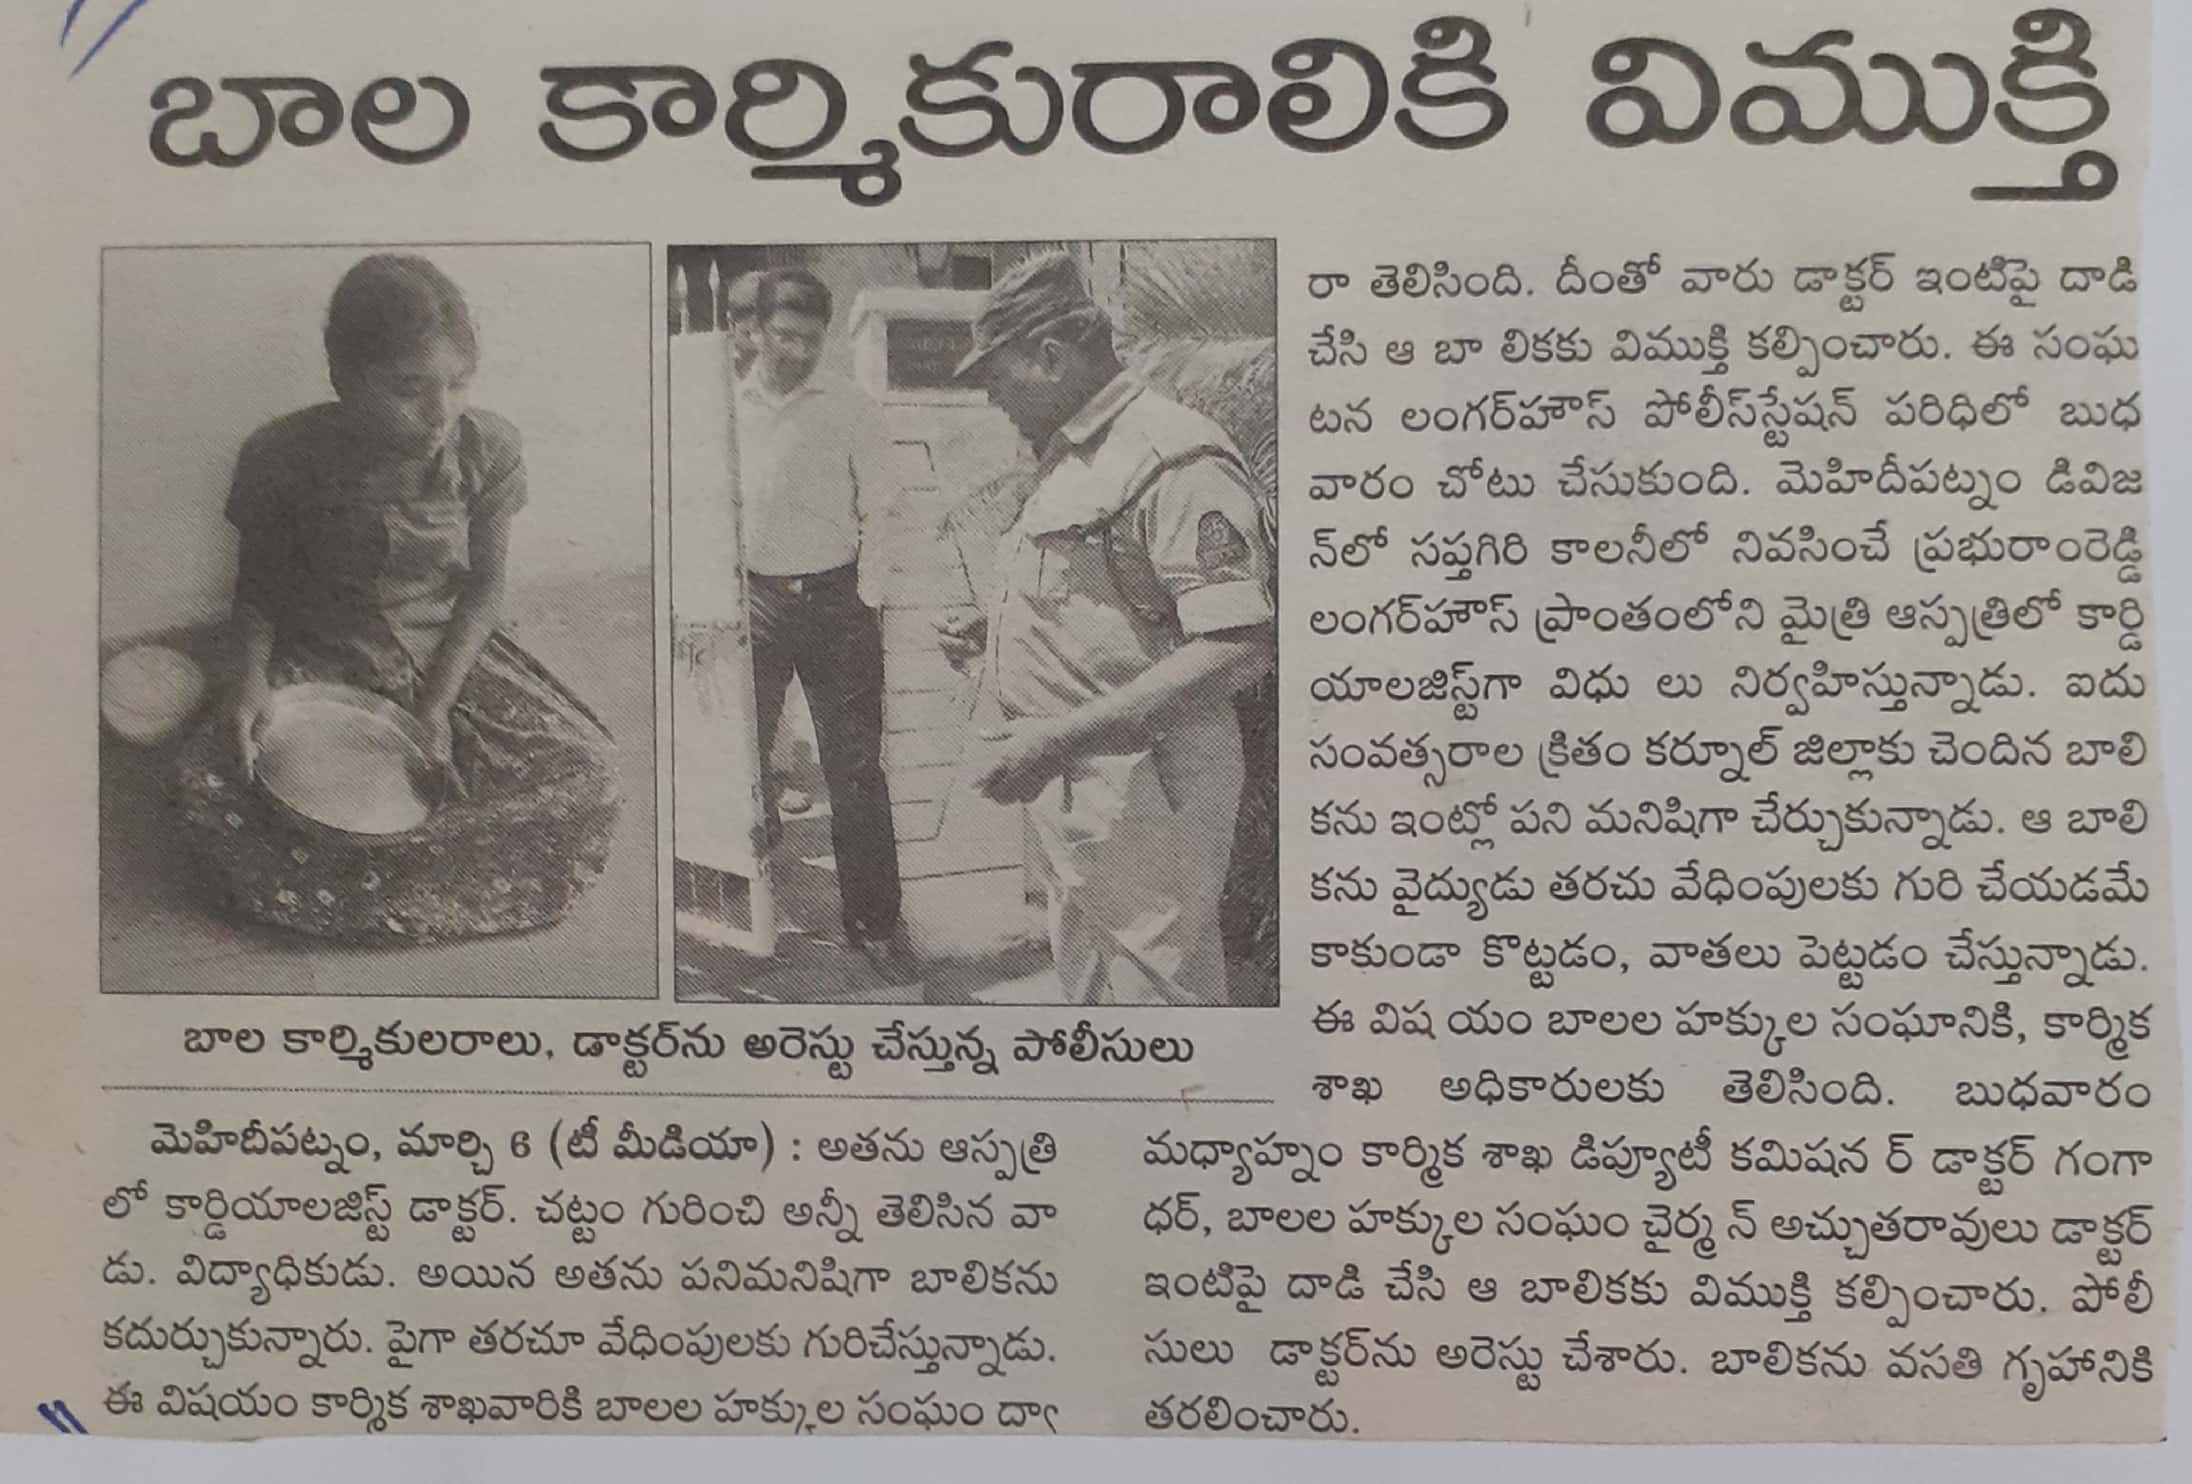 బాల కార్మికురాలికి విముక్తి
బాల కార్మికులరాలు, డాక్టర్‌ను అరెస్టు చేస్తున్న పోలీసులు
మెహిదీపట్నం, మార్చి 6 (టీ మీడియా) : అతను ఆస్పత్రి
లో కార్డియాలజిస్ట్ డాక్టర్. చట్టం గురించి అన్నీ తెలిసిన వా
డు. విద్యాధికుడు. అయిన అతను పనిమనిషిగా బాలికను
కదుర్చుకున్నారు. పైగా తరచూ వేధింపులకు గురిచేస్తున్నాడు.
ఈ విషయం కార్మిక శాఖవారికి బాలల హక్కుల సంఘం ద్వా
రా తెలిసింది. దీంతో వారు డాక్టర్ ఇంటిపై దాడి
చేసి ఆ బా లికకు విముక్తి కల్పించారు. ఈ సంఘ
టన లంగర్‌హౌస్ పోలీస్‌స్టేషన్ పరిధిలో బుధ
వారం చోటు చేసుకుంది. మెహిదీపట్నం డివిజ
న్‌లో సప్తగిరి కాలనీలో నివసించే ప్రభురాంరెడ్డి
లంగర్‌హౌస్ ప్రాంతంలోని మైత్రి ఆస్పత్రిలో కార్డి
యాలజిస్ట్‌గా విధు లు నిర్వహిస్తున్నాడు. ఐదు
సంవత్సరాల క్రితం కర్నూల్ జిల్లాకు చెందిన బాలి
కను ఇంట్లో పని మనిషిగా చేర్చుకున్నాడు. ఆ బాలి
కను వైద్యుడు తరచు వేధింపులకు గురి చేయడమే
కాకుండా కొట్టడం, వాతలు పెట్టడం చేస్తున్నాడు.
ఈ విష యం బాలల హక్కుల సంఘానికి, కార్మిక
శాఖ అధికారులకు తెలిసింది. బుధవారం
మధ్యాహ్నం కార్మిక శాఖ డిప్యూటీ కమిషన ర్ డాక్టర్ గంగా
ధర్, బాలల హక్కుల సంఘం చైర్మ న్ అచ్చుతరావులు డాక్టర్
ఇంటిపై దాడి చేసి ఆ బాలికకు విముక్తి కల్పించారు. పోలీ
సులు డాక్టర్‌ను అరెస్టు చేశారు. బాలికను వసతి గృహానికి
తరలించారు.